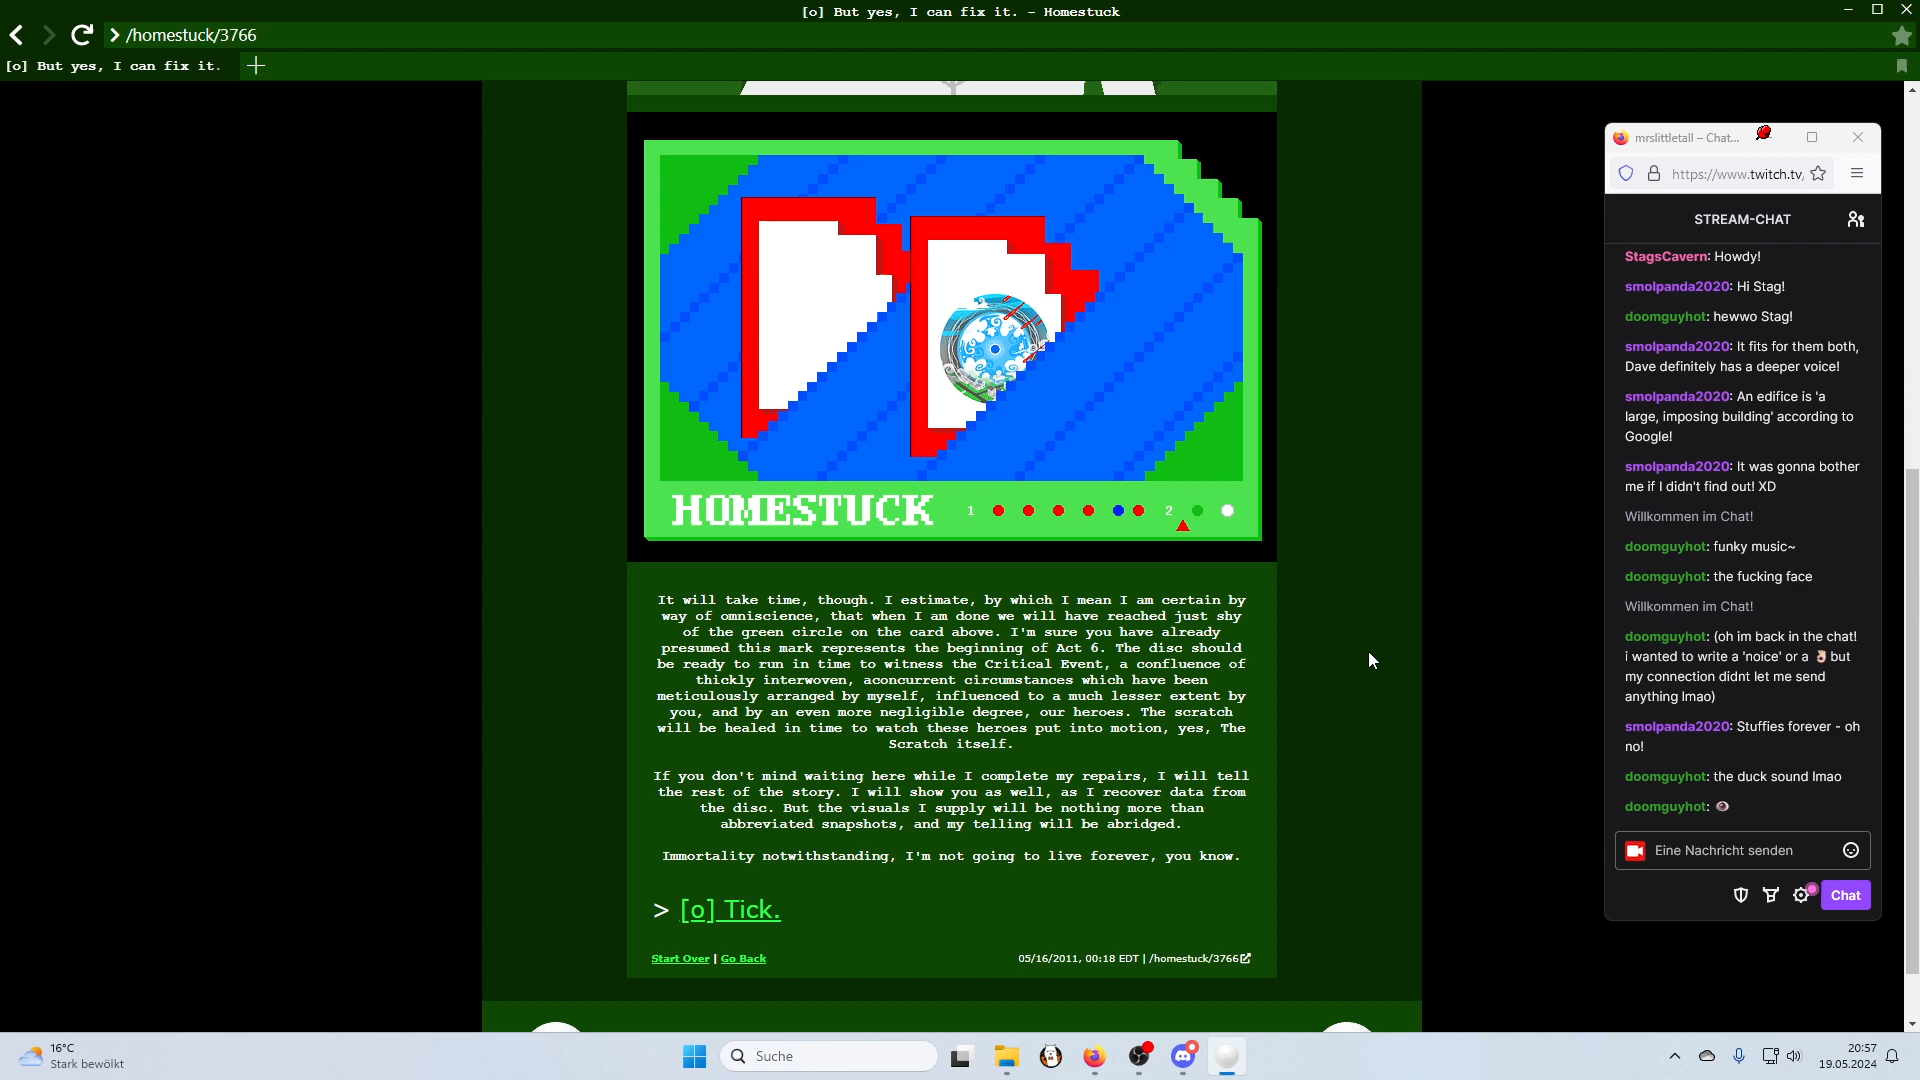 [o] But yes, I can fix it. - Homestuck
/homestuck/3766
[o] But yes, I can fix it.
HOMESTUCK
1
2
It will take time, though. I estimate, by which I mean I am certain by
way of omniscience, that when I am done we will have reached just shy
of the green circle on the card above. I'm sure you have already
presumed this mark represents the beginning of Act 6. The disc should
be ready to run in time to witness the Critical Event, a confluence of
thickly interwoven, aconcurrent circumstances which have been
meticulously arranged by myself, influenced to a much lesser extent by
you, and by an even more negligible degree, our heroes. The scratch
will be healed in time to watch these heroes put into motion, yes, The
Scratch itself.
If you don't mind waiting here while I complete my repairs, I will tell
the rest of the story. I will show you as well, as I recover data from
the disc. But the visuals I supply will be nothing more than
abbreviated snapshots, and my telling will be abridged.
Immortality notwithstanding, I'm not going to live forever, you know.
> [o] Tick.
Start Over | Go Back
05/16/2011, 00:18 EDT | /homestuck/3766
mrslittletall – Chat...
https://www.twitch.tv/
STREAM-CHAT
StagsCavern: Howdy!
smolpanda2020: Hi Stag!
doomguyhot: hewwo Stag!
smolpanda2020: It fits for them both,
Dave definitely has a deeper voice!
smolpanda2020: An edifice is 'a
large, imposing building' according to
Google!
smolpanda2020: It was gonna bother
me if I didn't find out! XD
Willkommen im Chat!
doomguyhot: funky music~
doomguyhot: the fucking face
Willkommen im Chat!
doomguyhot: (oh im back in the chat!
i wanted to write a 'noice' or a 👌🏻 but
my connection didnt let me send
anything lmao)
smolpanda2020: Stuffies forever - oh
no!
doomguyhot: the duck sound lmao
doomguyhot: 👁
Eine Nachricht senden
Chat
16°C
Stark bewölkt
Suche
20:57
19.05.2024